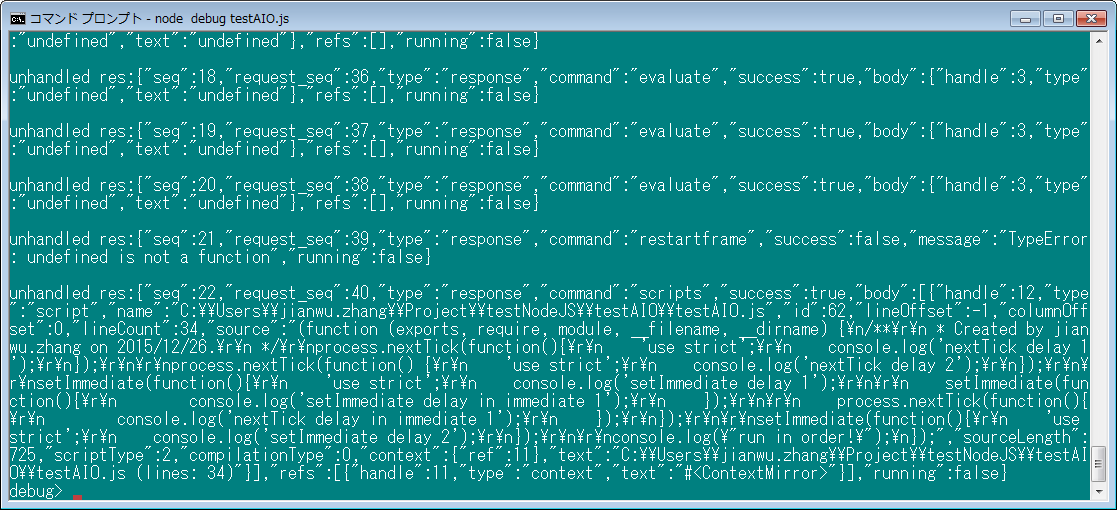 コマンド プロンプト - node  debug testAIO.js
:"undefined","text":"undefined"},"refs":[],"running":false}
unhandled res:{"seq":18,"request_seq":36,"type":"response","command":"evaluate","success":true,"body":{"handle":3,"type"
:"undefined","text":"undefined"},"refs":[],"running":false}
unhandled res:{"seq":19,"request_seq":37,"type":"response","command":"evaluate","success":true,"body":{"handle":3,"type"
:"undefined","text":"undefined"},"refs":[],"running":false}
unhandled res:{"seq":20,"request_seq":38,"type":"response","command":"evaluate","success":true,"body":{"handle":3,"type"
:"undefined","text":"undefined"},"refs":[],"running":false}
unhandled res:{"seq":21,"request_seq":39,"type":"response","command":"restartframe","success":false,"message":"TypeError
: undefined is not a function","running":false}
unhandled res:{"seq":22,"request_seq":40,"type":"response","command":"scripts","success":true,"body":[{"handle":12,"type
":"script","name":"C:¥¥Users¥¥jianwu.zhang¥¥Project¥¥testNodeJS¥¥testAIO¥¥testAIO.js","id":62,"lineOffset":-1,"columnOff
set":0,"lineCount":34,"source":"(function (exports, require, module, __filename, __dirname) {¥n/**¥r¥n * Created by jian
wu.zhang on 2015/12/26.¥r¥n */¥r¥nprocess.nextTick(function(){¥r¥n    'use strict';¥r¥n    console.log('nextTick delay 1
');¥r¥n});¥r¥n¥r¥nprocess.nextTick(function() {¥r¥n    'use strict';¥r¥n    console.log('nextTick delay 2');¥r¥n});¥r¥n¥
r¥nsetImmediate(function(){¥r¥n    'use strict';¥r¥n    console.log('setImmediate delay 1');¥r¥n¥r¥n    setImmediate(fun
ction(){¥r¥n        console.log('setImmediate delay in immediate 1');¥r¥n    });¥r¥n¥r¥n    process.nextTick(function(){
¥r¥n        console.log('nextTick delay in immediate 1');¥r¥n    });¥r¥n});¥r¥n¥r¥nsetImmediate(function(){¥r¥n    'use 
strict';¥r¥n    console.log('setImmediate delay 2');¥r¥n});¥r¥n¥r¥nconsole.log(¥"run in order!¥");¥n});","sourceLength":
725,"scriptType":2,"compilationType":0,"context":{"ref":11},"text":"C:¥¥Users¥¥jianwu.zhang¥¥Project¥¥testNodeJS¥¥testAI
O¥¥testAIO.js (lines: 34)"}],"refs":[{"handle":11,"type":"context","text":"#<ContextMirror>"}],"running":false}
debug>